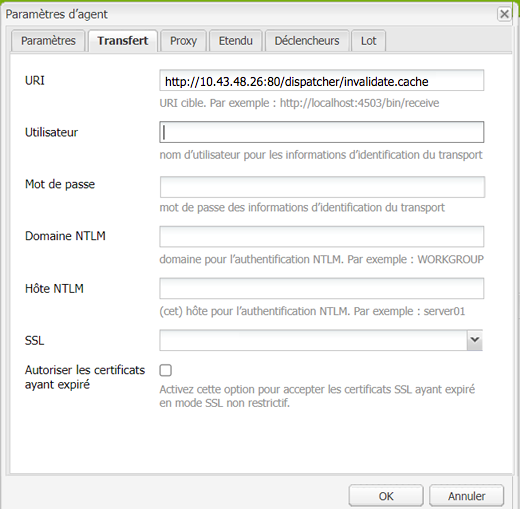 Paramètres d'agent
Paramètres
Transfert
Proxy
Etendu
Déclencheurs
Lot
URI
http://10.43.48.26:80/dispatcher/invalidate.cache
URI cible. Par exemple : http://localhost:4503/bin/receive
Utilisateur
nom d'utilisateur pour les informations d'identification du transport
Mot de passe
mot de passe des informations d'identification du transport
Domaine NTLM
domaine pour l'authentification NTLM. Par exemple : WORKGROUP
Hôte NTLM
(cet) hôte pour l'authentification NTLM. Par exemple : server01
SSL
Autoriser les certificats
ayant expiré
Activez cette option pour accepter les certificats SSL ayant expiré
en mode SSL non restrictif.
OK
Annuler